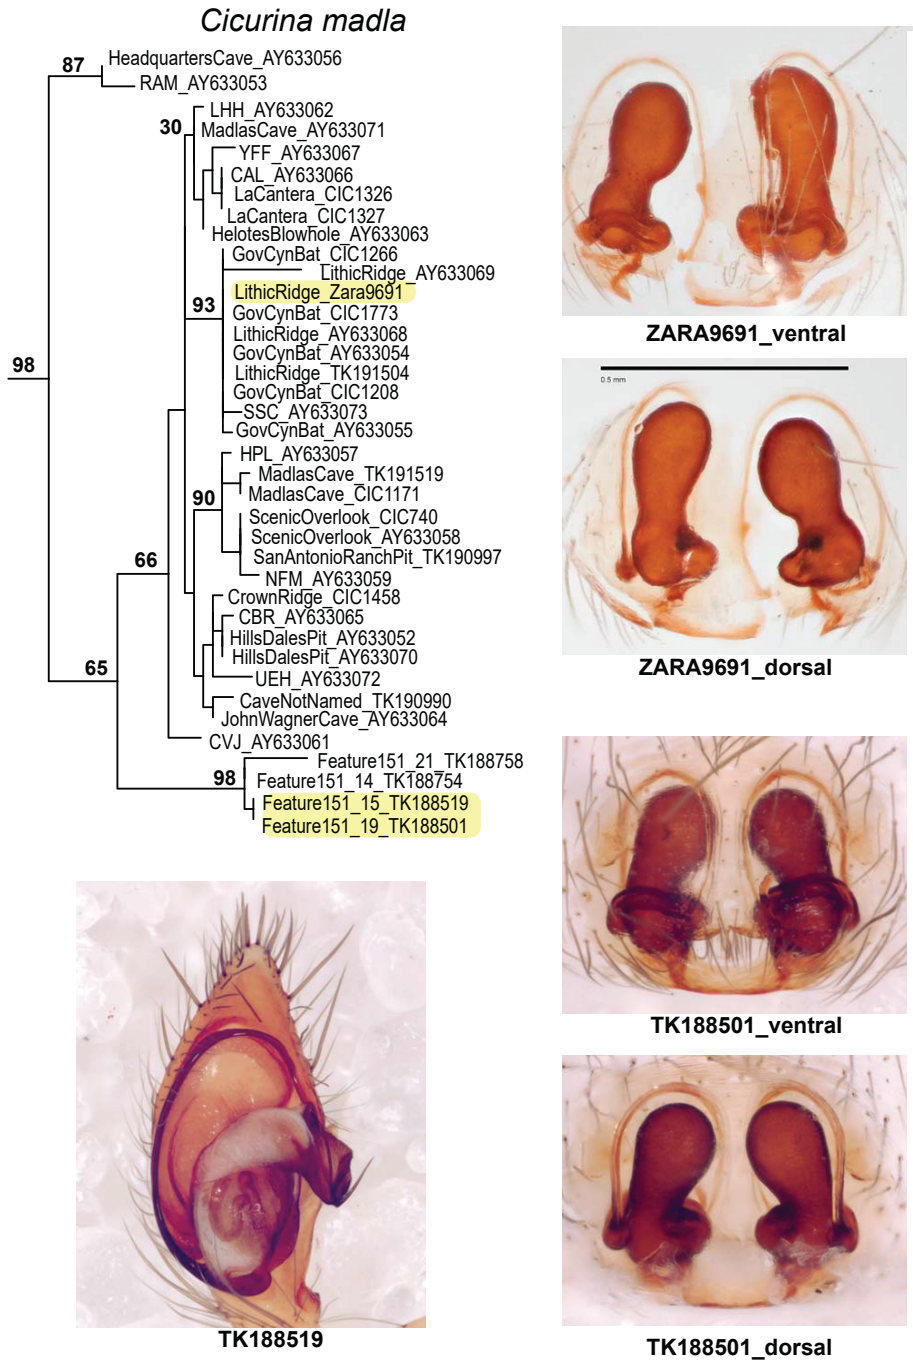 Cicurina madla
87
HeadquartersCave_AY633056
RAM_AY633053
30
LHH_AY633062
MadlasCave_AY633071
YFF_AY633067
CAL_AY633066
LaCantera_CIC1326
LaCantera_CIC1327
HelotesBlowhole_AY633063
GovCynBat_CIC1266
LithicRidge_AY633069
LithicRidge_Zara9691
93
GovCynBat_CIC1773
LithicRidge_AY633068
GovCynBat_AY633054
98
LithicRidge_TK191504
GovCynBat_CIC1208
SSC_AY633073
GovCynBat_AY633055
HPL_AY633057
MadlasCave_TK191519
90
MadlasCave_CIC1171
ScenicOverlook_CIC740
ScenicOverlook_AY633058
SanAntonioRanchPit_TK190997
66
NFM_AY633059
CrownRidge_CIC1458
CBR_AY633065
HillsDalesPit_AY633052
HillsDalesPit_AY633070
65
UEH_AY633072
CaveNotNamed_TK190990
JohnWagnerCave_AY633064
CVJ_AY633061
Feature151_21_TK188758
98
Feature151_14_TK188754
Feature151_15_TK188519
Feature151_19_TK188501
ZARA9691_ventral
0.5 mm
ZARA9691_dorsal
TK188501_ventral
TK188519
TK188501_dorsal